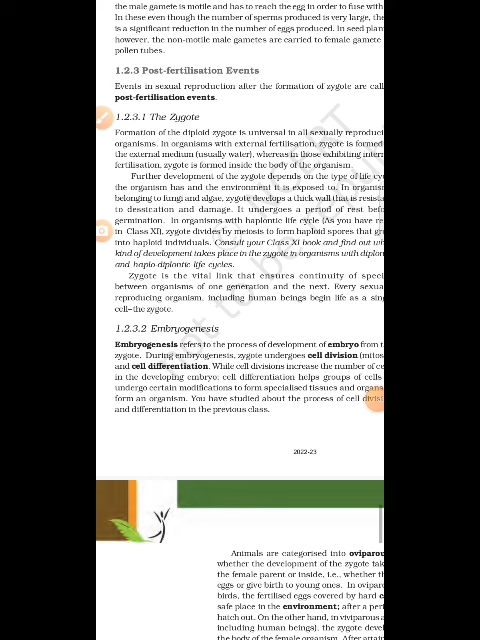 the male gamete is motile and has to reach the egg in order to fuse with
In these even though the number of sperms produced is very large, the
is a significant reduction in the number of eggs produced. In seed plan
however, the non-motile male gametes are carried to female gamete
pollen tubes.
1.2.3 Post-fertilisation Events
Events in sexual reproduction after the formation of zygote are call
post-fertilisation events.
1.2.3.1 The Zygote
Formation of the diploid zygote is universal in all sexually reproduci
organisms. In organisms with external fertilisation, zygote is formed
the external medium (usually water), whereas in those exhibiting intern
fertilisation, zygote is formed inside the body of the organism.
Further development of the zygote depends on the type of life cyc
the organism has and the environment it is exposed to. In organism
belonging to fungi and algae, zygote develops a thick wall that is resista
to dessication and damage. It undergoes a period of rest befo
germination. In organisms with haplontic life cycle (As you have re
in Class XI), zygote divides by meiosis to form haploid spores that gr
into haploid individuals. Consult your Class XI book and find out wh
kind of development takes place in the zygote in organisms with diplon
and haplo-diplontic life cycles.
Zygote is the vital link that ensures continuity of speci
between organisms of one generation and the next. Every sexua
reproducing organism, including human beings begin life as a sing
cell–the zygote.
1.2.3.2 Embryogenesis
Embryogenesis refers to the process of development of embryo from t
zygote. During embryogenesis, zygote undergoes cell division (mitos
and cell differentiation. While cell divisions increase the number of ce
in the developing embryo; cell differentiation helps groups of cells
undergo certain modifications to form specialised tissues and organs
form an organism. You have studied about the process of cell divisi
and differentiation in the previous class.
2022-23
Animals are categorised into oviparou
whether the development of the zygote tak
the female parent or inside, i.e., whether th
eggs or give birth to young ones. In oviparo
birds, the fertilised eggs covered by hard c
safe place in the environment; after a peri
hatch out. On the other hand, in viviparous a
including human beings), the zygote devel
the body of the female organism. After attain